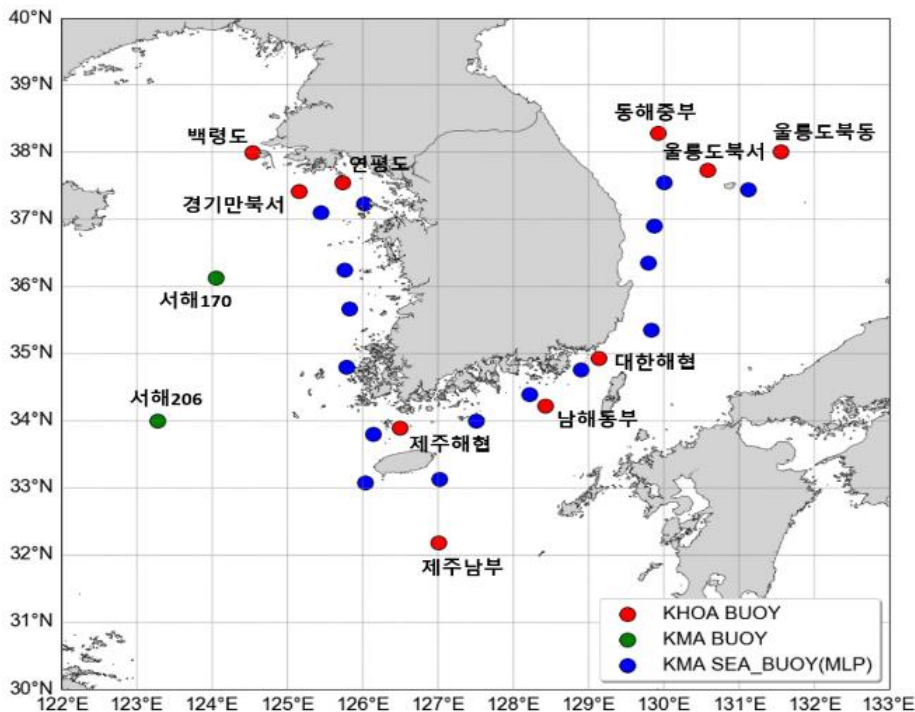 40°N
39°N
38°N
37°N
36°N
35°N
34°N
33°N
32°N
31°N
30°N
동해중부
백령도
울릉도북동
울릉도북서
연평도
경기만북서
서해170
대한해협
서해206
남해동부
제주해협
제주남부
KHOA BUOY
KMA BUOY
KMA SEA_BUOY(MLP)
122°E 123°E 124°E 125°E 126°E 127°E 128°E 129°E 130°E 131°E 132°E 133°E